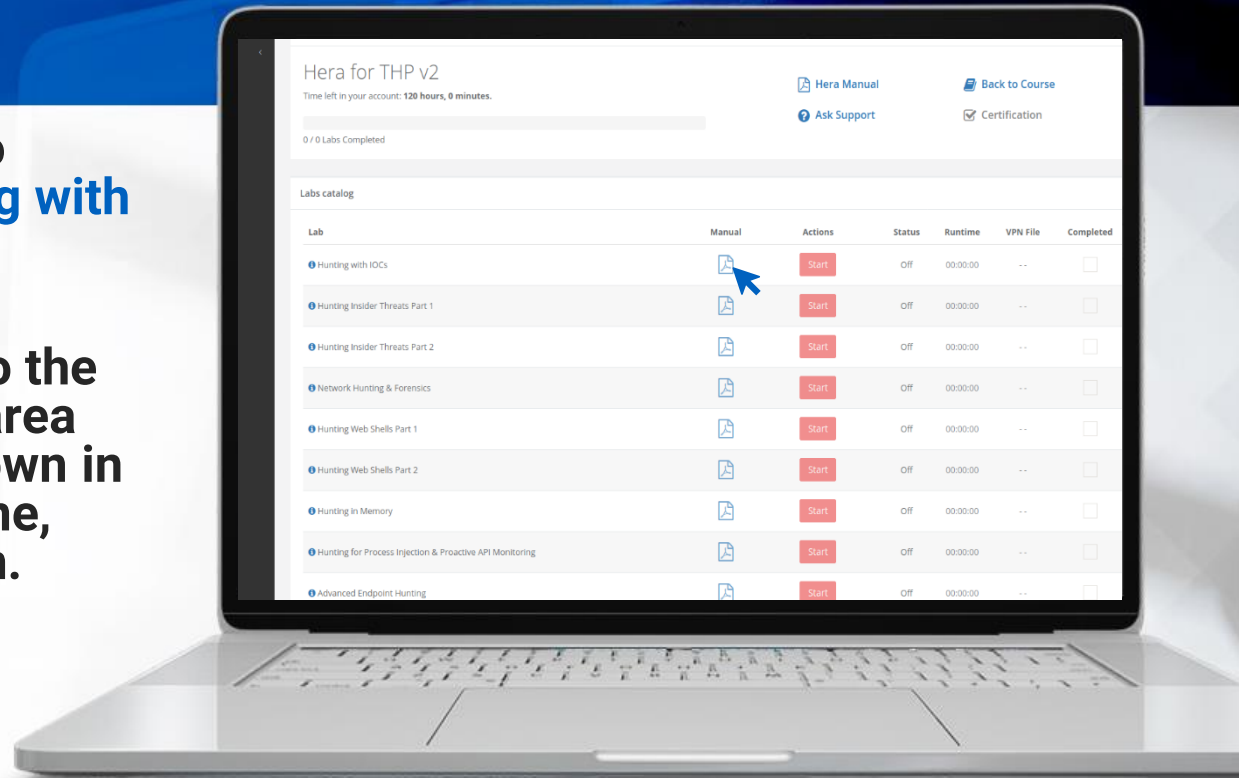 g with
o the
area
own in
ne,
n.
Hera for THP v2
Time left in your account: 120 hours, 0 minutes.
0 / 0 Labs Completed
Hera Manual
Back to Course
Ask Support
Certification
Labs catalog
Lab Manual Actions Status Runtime VPN File Completed
Hunting with IOCs Start Off 00:00:00 --
Hunting Insider Threats Part 1 Start Off 00:00:00 --
Hunting Insider Threats Part 2 Start Off 00:00:00 --
Network Hunting & Forensics Start Off 00:00:00 --
Hunting Web Shells Part 1 Start Off 00:00:00 --
Hunting Web Shells Part 2 Start Off 00:00:00 --
Hunting in Memory Start Off 00:00:00 --
Hunting for Process Injection & Proactive API Monitoring Start Off 00:00:00 --
Advanced Endpoint Hunting Start Off 00:00:00 --